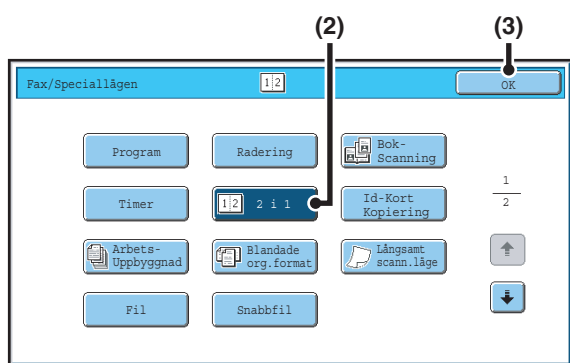 (2) (3)
Fax/Speciallägen 1 2 OK
Program Radering Bok-
Scanning
Timer 1 2 2 i 1 Id-Kort
Kopiering
1
2
Arbets-
Uppbyggnad
Blandade
org.format
Långsamt
scann.läge
Fil Snabbfil